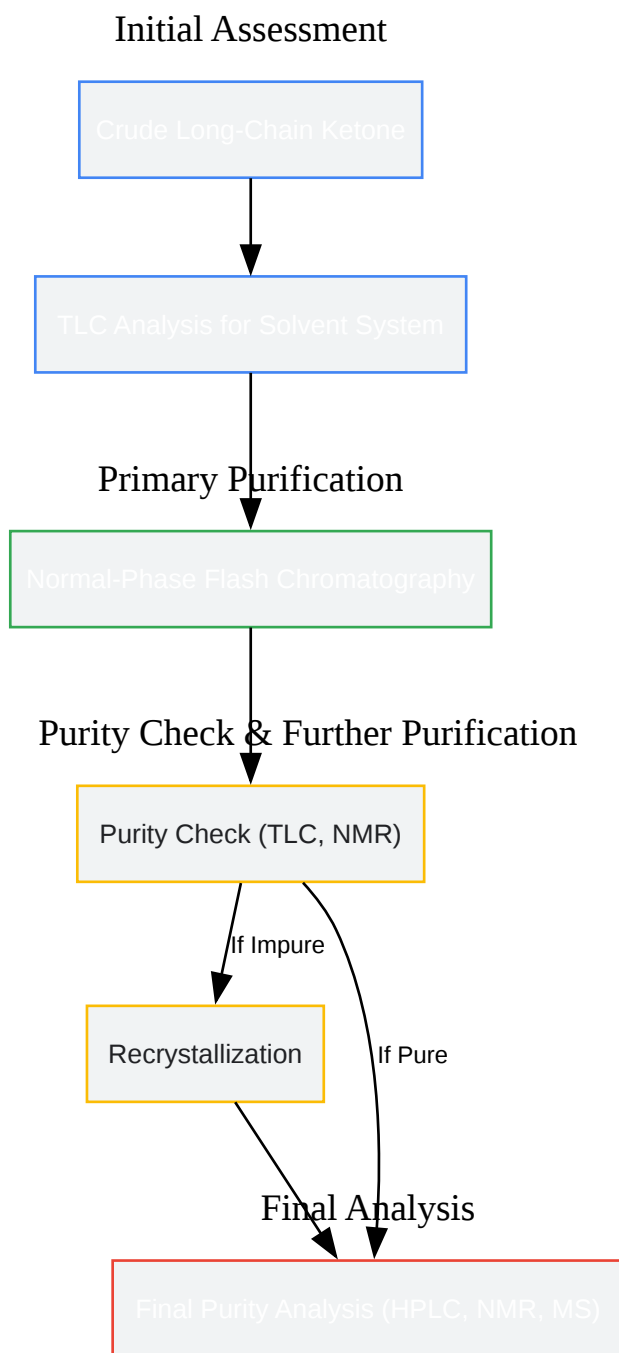 Initial Assessment
Crude Long-Chain Ketone
TLC Analysis for Solvent System
Primary Purification
Normal-Phase Flash Chromatography
Purity Check & Further Purification
Purity Check (TLC, NMR)
If Impure
Recrystallization
If Pure
Final Analysis
Final Purity Analysis (HPLC, NMR, MS)